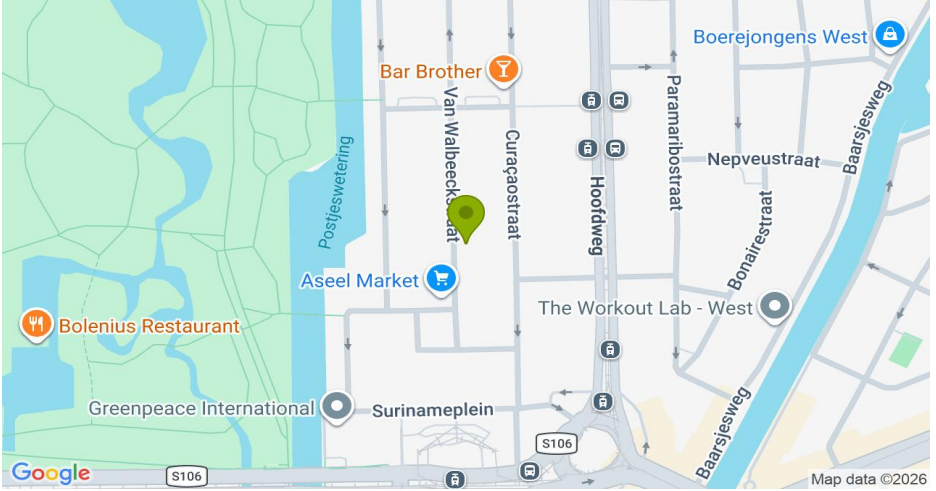 Boerejongens West
Bar Brother
Van Walbeeckstraat
Curaçaostraat
Paramaribostraat
Baarsjesweg
Postjeswetering
Nepveustraat
Hoofdweg
Bonairestraat
Aseel Market
The Workout Lab - West
Bolenius Restaurant
Greenpeace International
Surinameplein
Baarsjesweg
S106
Google
S106
Map data ©2026